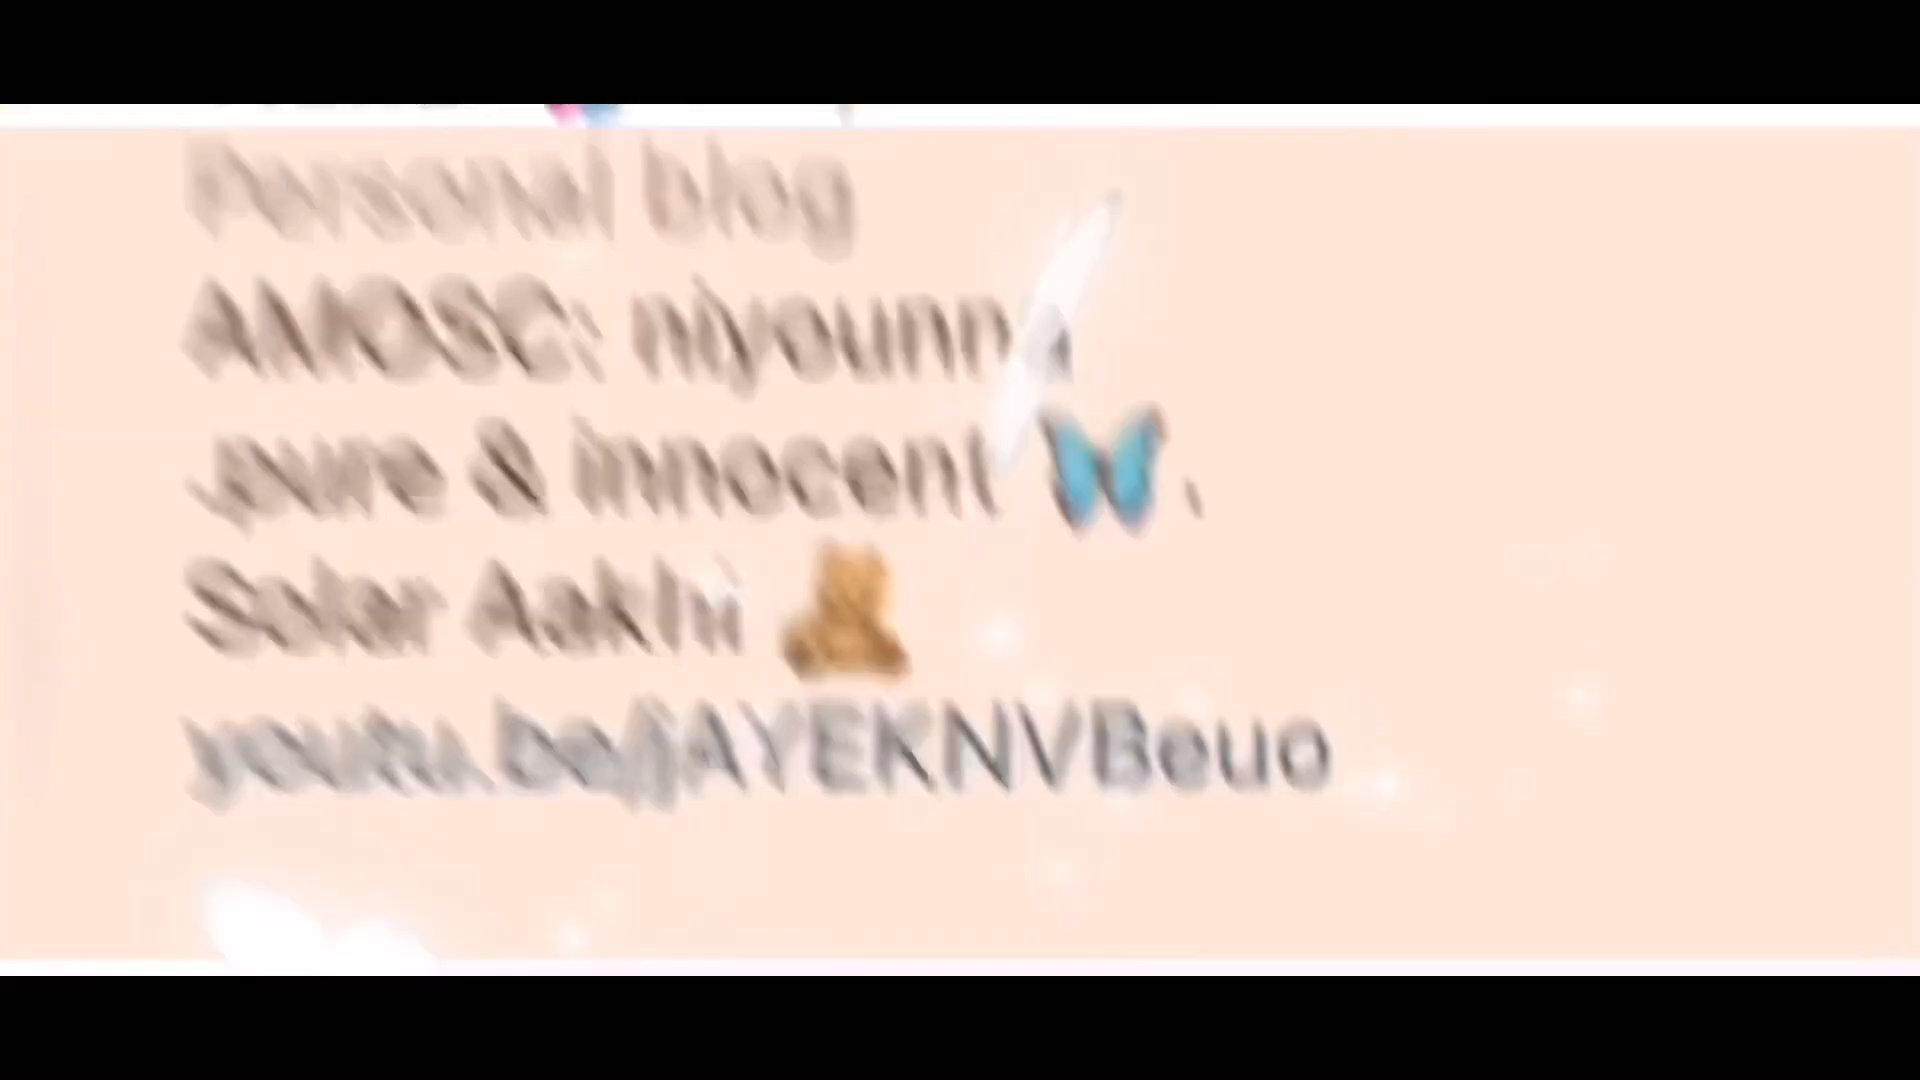 Personal blog
AMOSC: niyounn
.pure & innocent 🦋.
Solar Aakhi 🧸
youtu.be/jAYEKNVBeuo